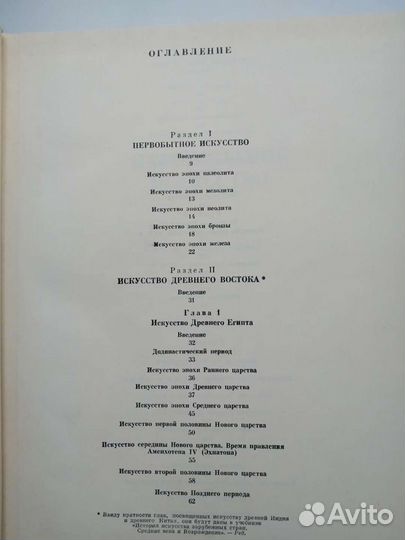 ОГЛАВЛЕНИЕ
Раздел I
ПЕРВОБЫТНОЕ ИСКУССТВО
Введение
9
Искусство эпохи палеолита
10
Искусство эпохи мезолита
13
Искусство эпохи неолита
14
Искусство эпохи бронзы
18
Искусство эпохи железа
22
Раздел II
ИСКУССТВО ДРЕВНЕГО ВОСТОКА*
Введение
31
Глава 1
Искусство Древнего Египта
Введение
32
Додинастический период
33
Искусство эпохи Раннего царства
36
Искусство эпохи Древнего царства
37
Искусство эпохи Среднего царства
45
Искусство первой половины Нового царства
50
Искусство середины Нового царства. Время правления
Аменхотепа IV (Эхнатона)
55
Искусство второй половины Нового царства
58
Искусство Позднего периода
62
* Ввиду краткости глав, посвященных искусству древней Индии
и древнего Китая, они будут даны в учебнике
«История искусства зарубежных стран.
Средние века и Возрождение». — Ред.
Avito